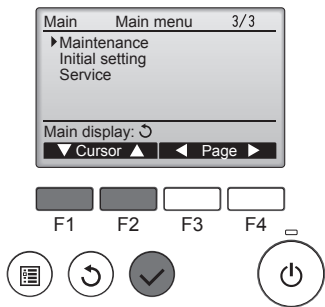 Main Main menu 3/3
Maintenance
Initial setting
Service
Main display:
Cursor Page
F1 F2 F3 F4